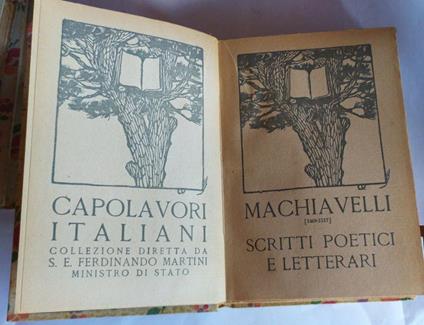 CAPOLAVORI
ITALIANI
COLLEZIONE DIRETTA DA
S. E. FERDINANDO MARTINI
MINISTRO DI STATO
MACHIAVELLI
[1469-1527]
SCRITTI POETICI
E LETTERARI